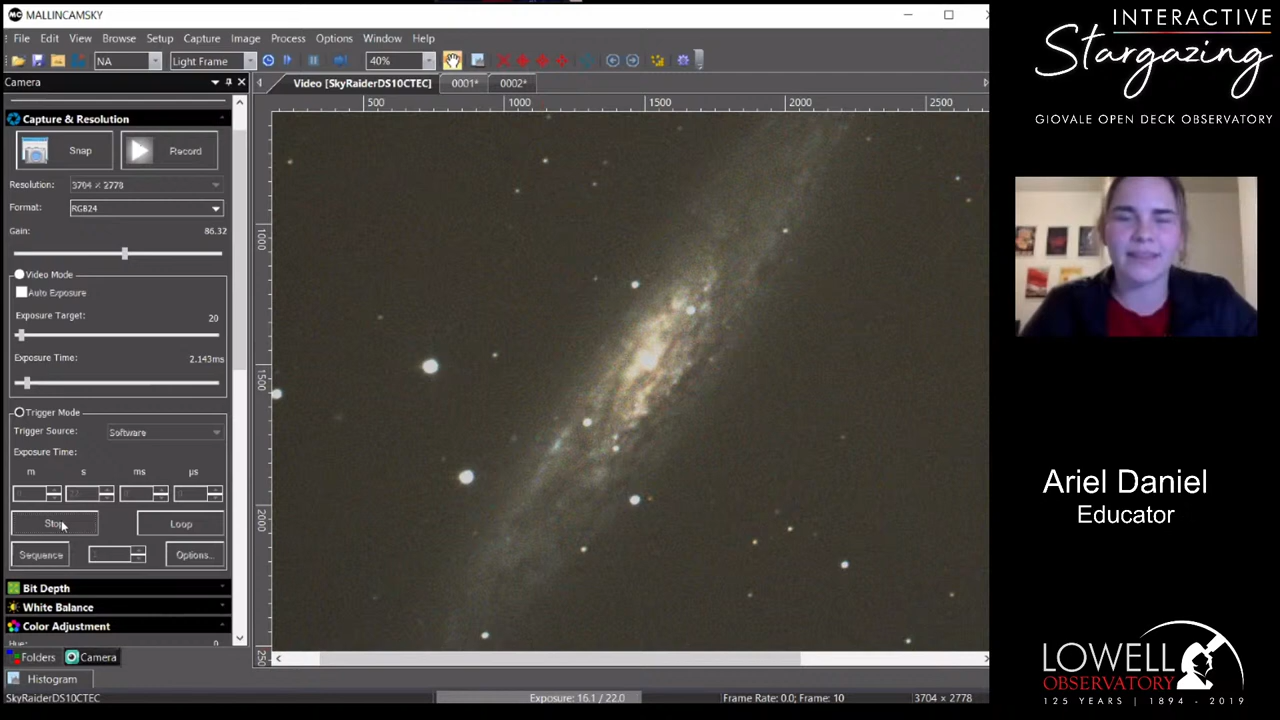 MALLINCAMSKY
File Edit View Browse Setup Capture Image Process Options Window Help
NA Light Frame 40%
Camera Video [SkyRaiderDS10CTEC] 0001* 0002*
500 1000 1500 2000 2500
Capture & Resolution
Snap Record
Resolution: 3704 × 2778
Format: RGB24
Gain: 86.32
Video Mode
Auto Exposure
Exposure Target: 20
Exposure Time: 2.143ms
Trigger Mode
Trigger Source: Software
Exposure Time:
m s ms µs
Stop Loop
Sequence Options...
Bit Depth
White Balance
Color Adjustment
Folders Camera
Histogram
SkyRaiderDS10CTEC Exposure: 16.1 / 22.0 Frame Rate: 0.0; Frame: 10 3704 × 2778
1000
1500
2000
INTERACTIVE
Stargazing
GIOVALE OPEN DECK OBSERVATORY
Ariel Daniel
Educator
LOWELL
OBSERVATORY
125 YEARS | 1894 - 2019